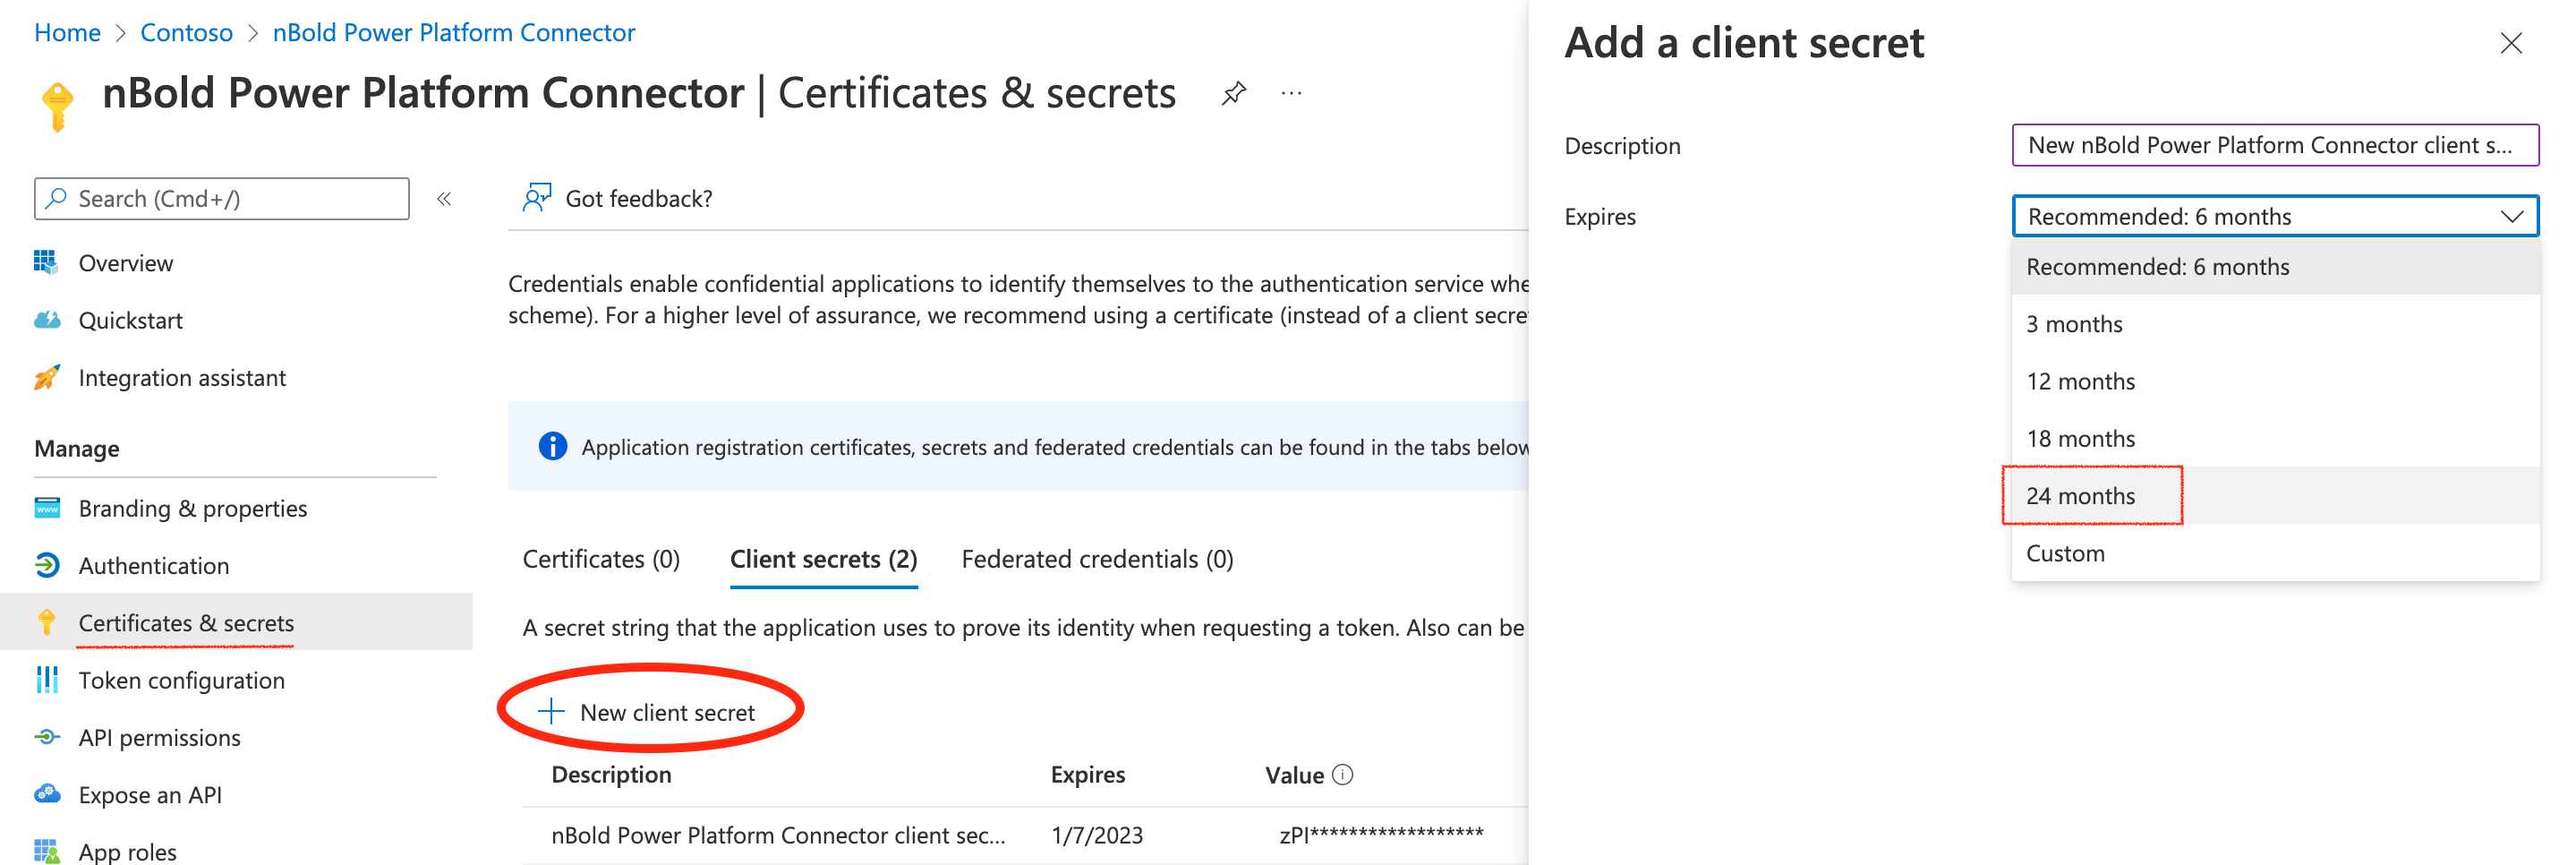 Home > Contoso > nBold Power Platform Connector
nBold Power Platform Connector | Certificates & secrets
...
Search (Cmd+/)
«
Overview
Quickstart
Integration assistant
Manage
Branding & properties
Authentication
Certificates & secrets
Token configuration
API permissions
Expose an API
App roles
Got feedback?
Credentials enable confidential applications to identify themselves to the authentication service whe
scheme). For a higher level of assurance, we recommend using a certificate (instead of a client secre
Application registration certificates, secrets and federated credentials can be found in the tabs below
Certificates (0) Client secrets (2) Federated credentials (0)
A secret string that the application uses to prove its identity when requesting a token. Also can be
New client secret
Description Expires Value
nBold Power Platform Connector client sec... 1/7/2023 zPI******************
Add a client secret
Description New nBold Power Platform Connector client s...
Expires Recommended: 6 months
Recommended: 6 months
3 months
12 months
18 months
24 months
Custom